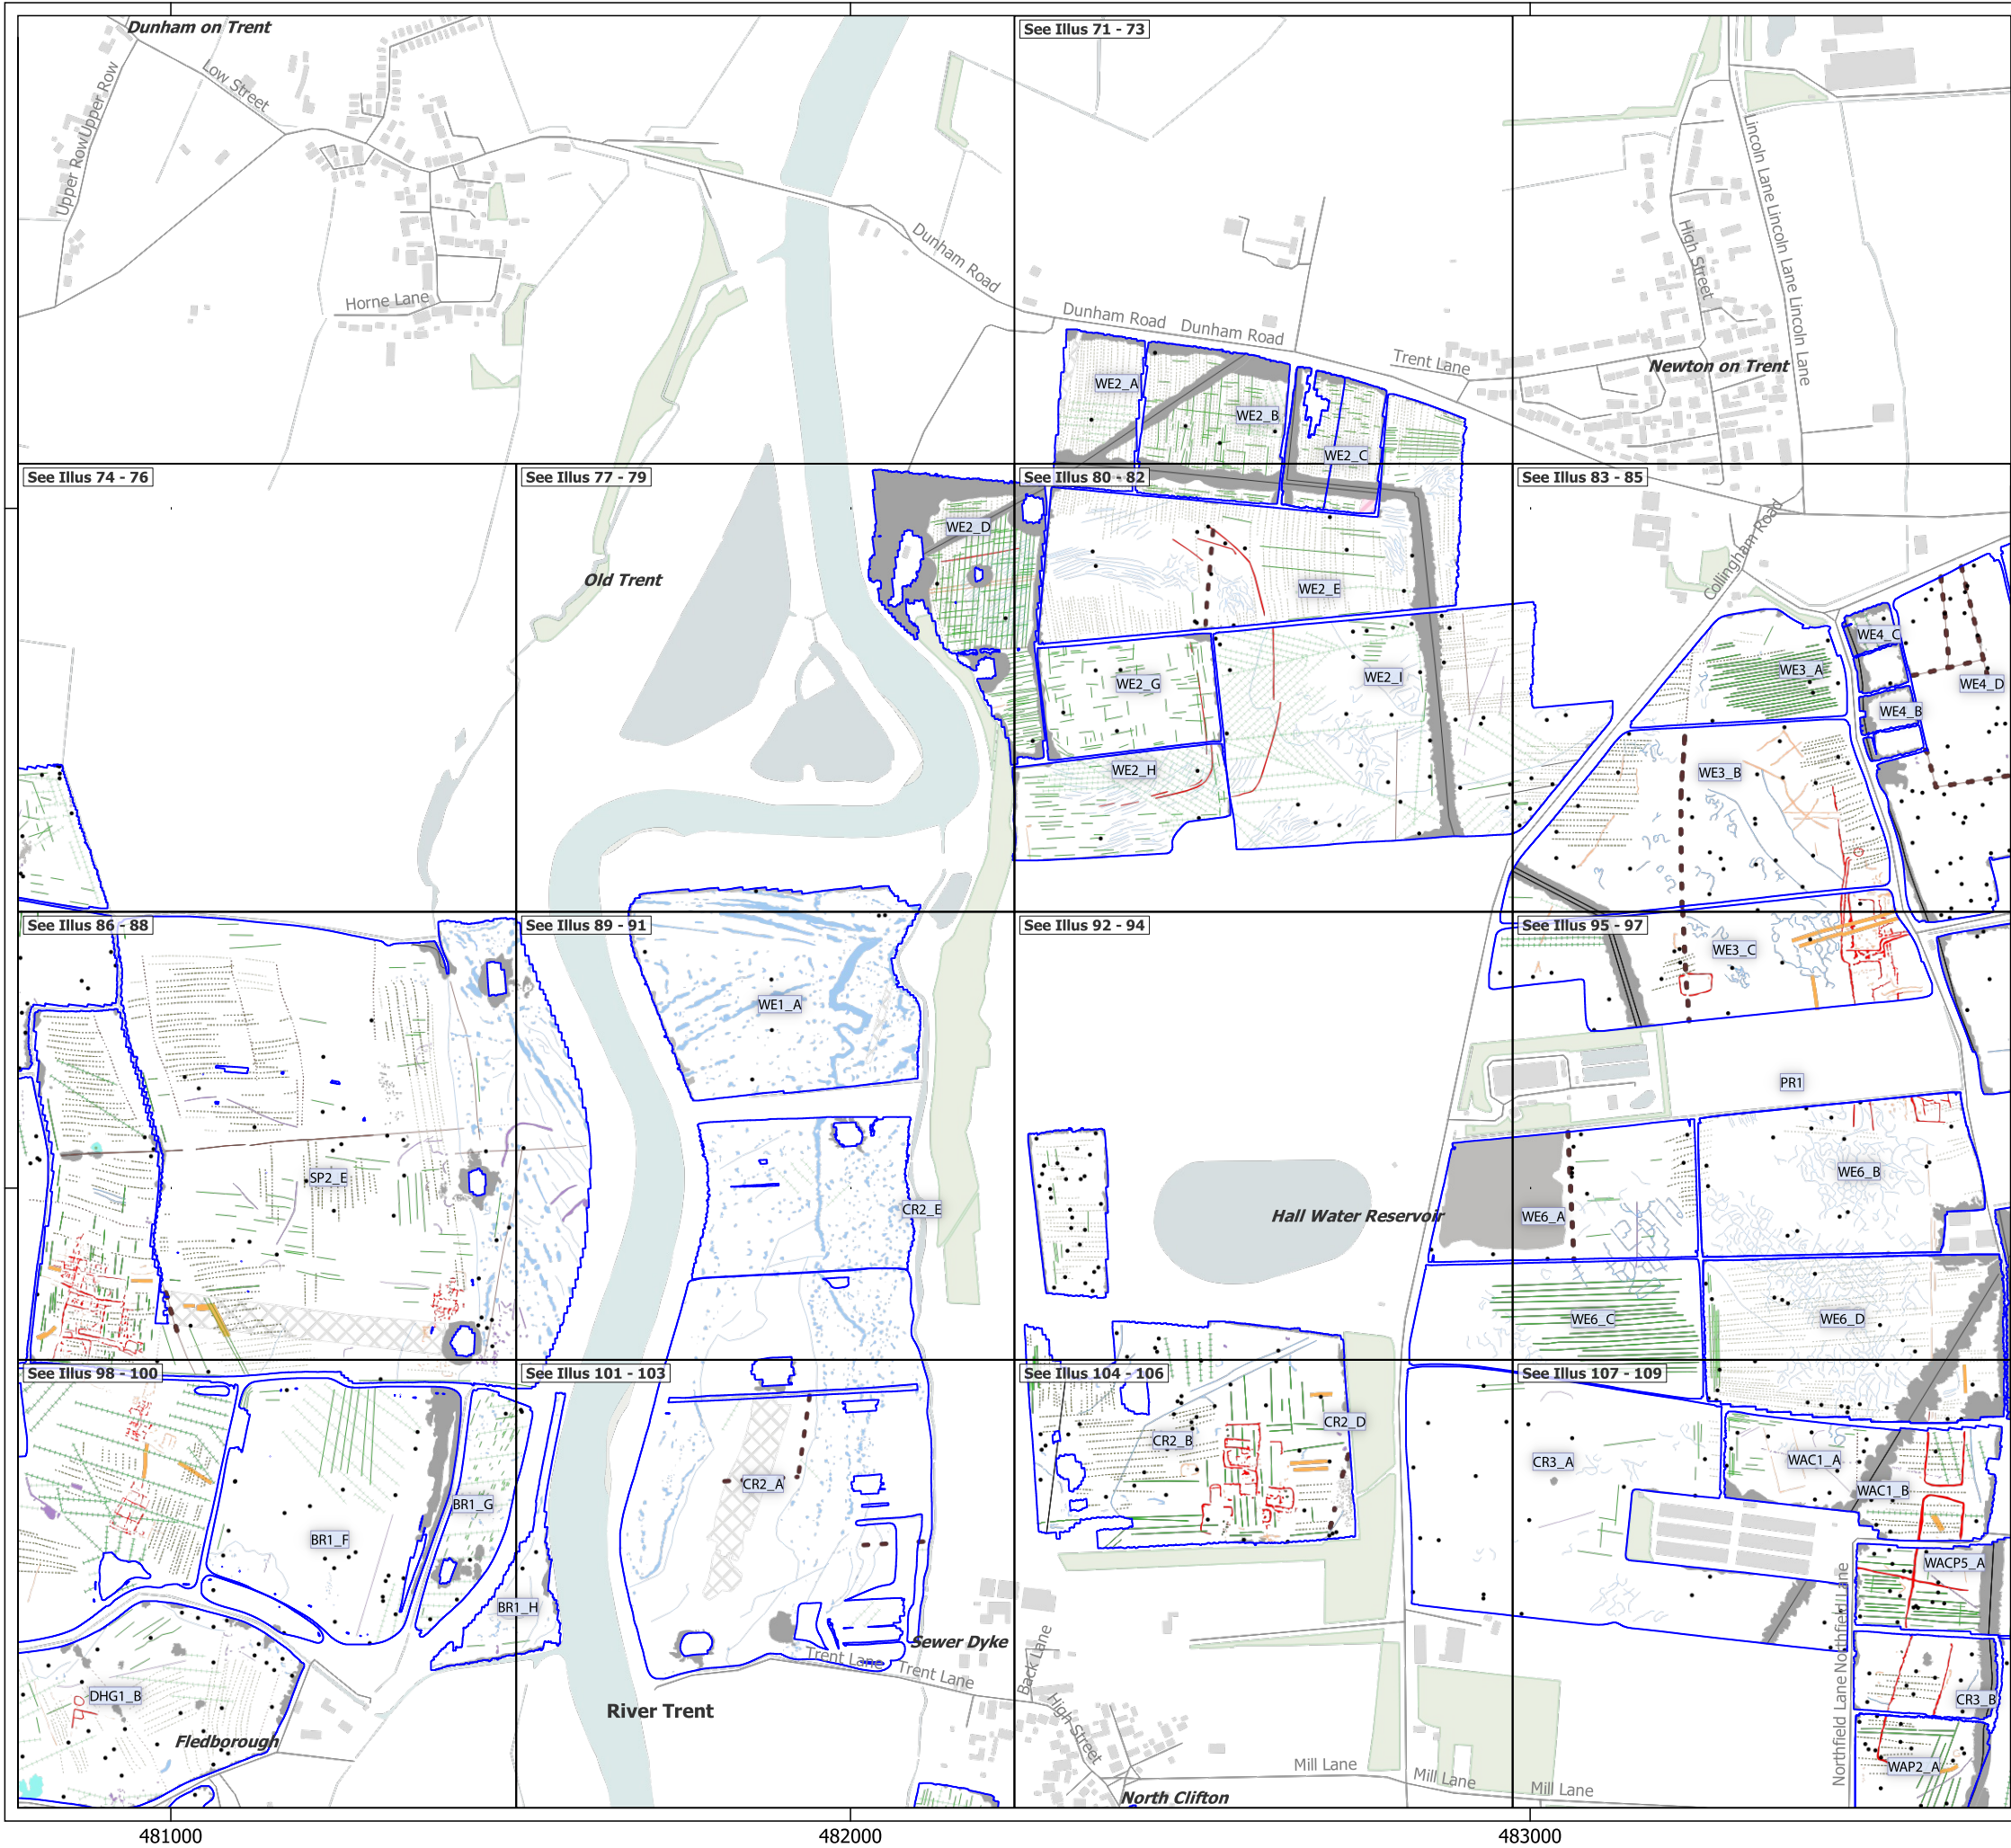 Dunham on Trent
See Illus 71 - 73
Low Street
Upper Row
Upper Row
Lincoln Lane
Lincoln Lane
Lincoln Lane
Dunham Road
High Street
Horne Lane
Dunham Road
Dunham Road
Trent Lane
Newton on Trent
WE2_A
WE2_B
WE2_C
See Illus 74 - 76
See Illus 77 - 79
See Illus 80 - 82
See Illus 83 - 85
WE2_D
Collingham Road
Old Trent
WE2_E
WE4_C
WE2_G
WE2_I
WE3_A
WE4_D
WE4_B
WE2_H
WE3_B
See Illus 86 - 88
See Illus 89 - 91
See Illus 92 - 94
See Illus 95 - 97
WE3_C
WE1_A
PR1
SP2_E
WE6_B
CR2_E
Hall Water Reservoir
WE6_A
WE6_C
WE6_D
See Illus 98 - 100
See Illus 101 - 103
See Illus 104 - 106
See Illus 107 - 109
CR2_D
CR2_B
CR3_A
WAC1_A
CR2_A
WAC1_B
BR1_G
BR1_F
WACP5_A
BR1_H
Sewer Dyke
Trent Lane
Trent Lane
Back Lane
Northfield Lane
Northfield Lane
DHG1_B
CR3_B
River Trent
High Street
Fledborough
Mill Lane
Mill Lane
Mill Lane
WAP2_A
North Clifton
481000
482000
483000